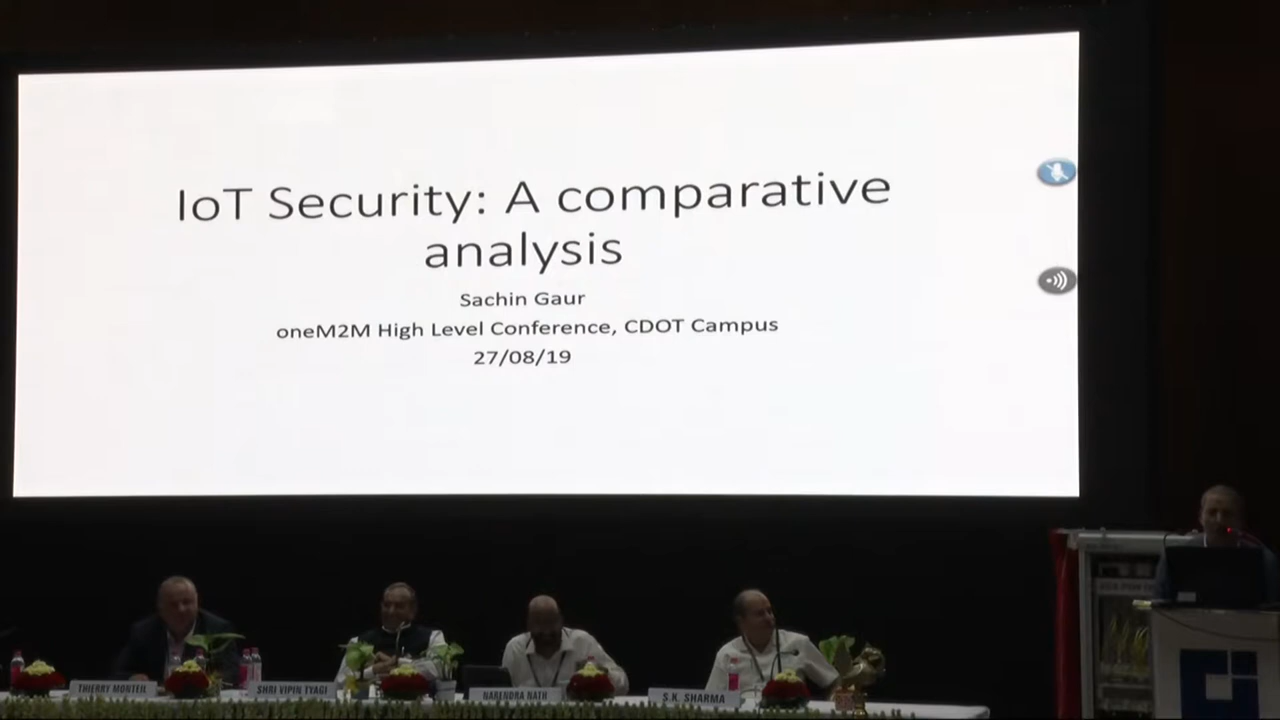 IoT Security: A comparative
analysis
Sachin Gaur
oneM2M High Level Conference, CDOT Campus
27/08/19
THIERRY MONTEIL
SHRI VIPIN TYAGI
NARENDRA NATH
S.K. SHARMA